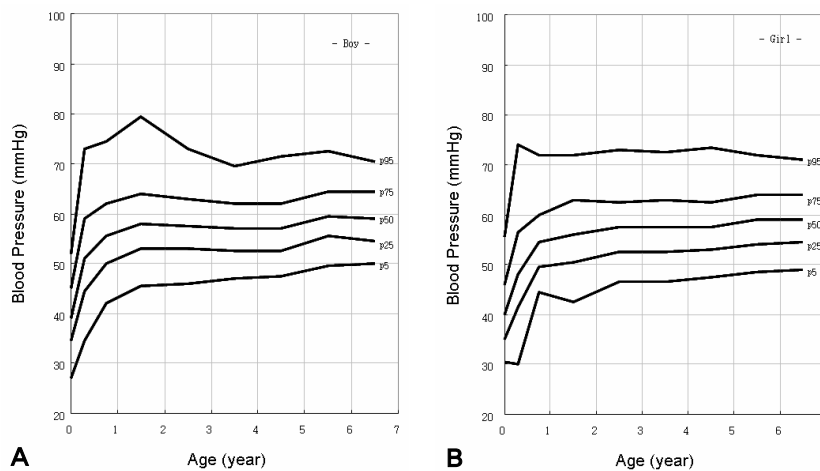 100
90
80
70
60
50
40
30
20
Blood Pressure (mmHg)
- Boy -
p95
p75
p50
p25
p5
0 1 2 3 4 5 6 7
Age (year)
A
100
90
80
70
60
50
40
30
20
Blood Pressure (mmHg)
- Girl -
p95
p75
p50
p25
p5
0 1 2 3 4 5 6
Age (year)
B